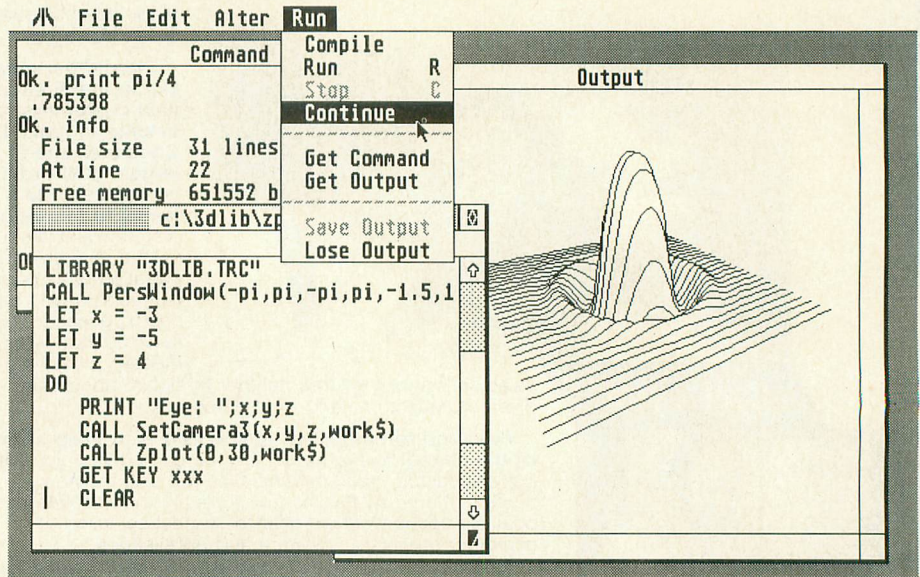 File Edit Alter Run
Compile
Run R
Stop C
Continue
Get Command
Get Output
Save Output
Lose Output
Command
Ok. print pi/4
.785398
Ok. info
File size 31 lines
At line 22
Free memory 651552 b
Output
c:\3dlib\zp
LIBRARY "3DLIB.TRC"
CALL PersWindow(-pi,pi,-pi,pi,-1.5,1
LET x = -3
LET y = -5
LET z = 4
DO
PRINT "Eye: ";x;y;z
CALL SetCamera3(x,y,z,work$)
CALL Zplot(0,30,work$)
GET KEY xxx
CLEAR